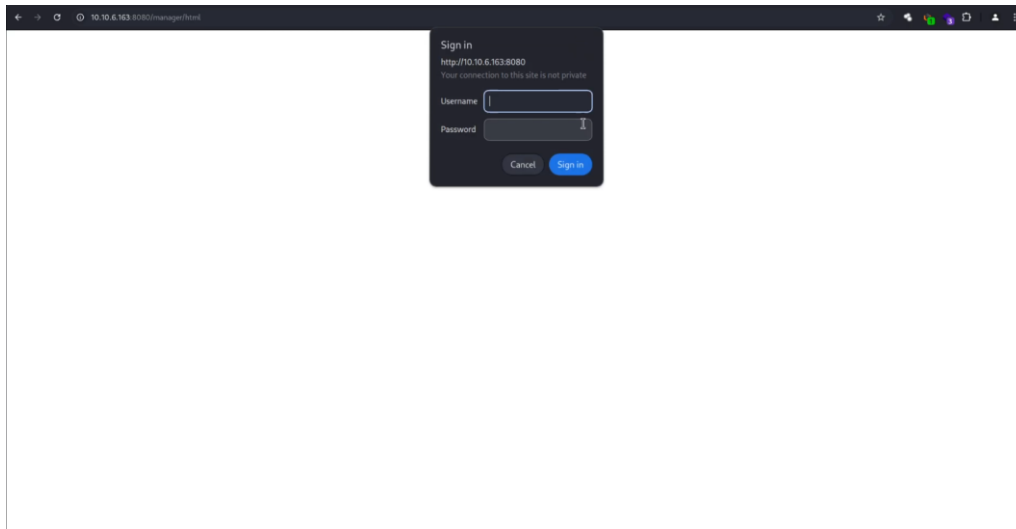 10.10.6.163:8080/manager/html
Sign in
http://10.10.6.163:8080
Your connection to this site is not private
Username
Password
Cancel
Sign in